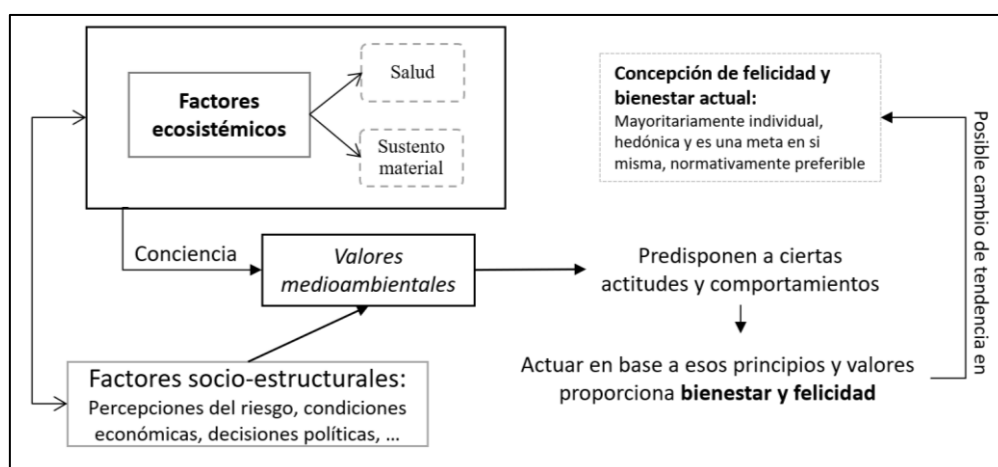 Factores
ecosistémicos
Salud
Sustento
material
Concepción de felicidad y
bienestar actual:
Mayoritariamente individual,
hedónica y es una meta en si
misma, normativamente preferible
Posible cambio de tendencia en
Conciencia
Valores
medioambientales
Predisponen a ciertas
actitudes y comportamientos
Actuar en base a esos principios y valores
proporciona bienestar y felicidad
Factores socio-estructurales:
Percepciones del riesgo, condiciones
económicas, decisiones políticas, ...